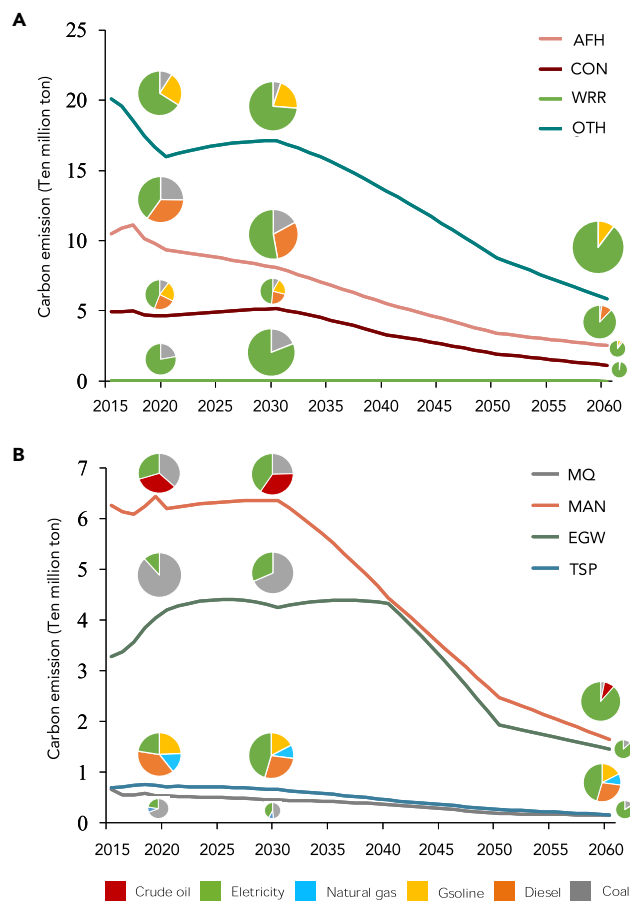 A
Carbon emission (Ten million ton)
25
20
15
10
5
0
2015 2020 2025 2030 2035 2040 2045 2050 2055 2060
AFH
CON
WRR
OTH
B
Carbon emission (Ten million ton)
7
6
5
4
3
2
1
0
2015 2020 2025 2030 2035 2040 2045 2050 2055 2060
MQ
MAN
EGW
TSP
Crude oil Eletricity Natural gas Gsoline Diesel Coal